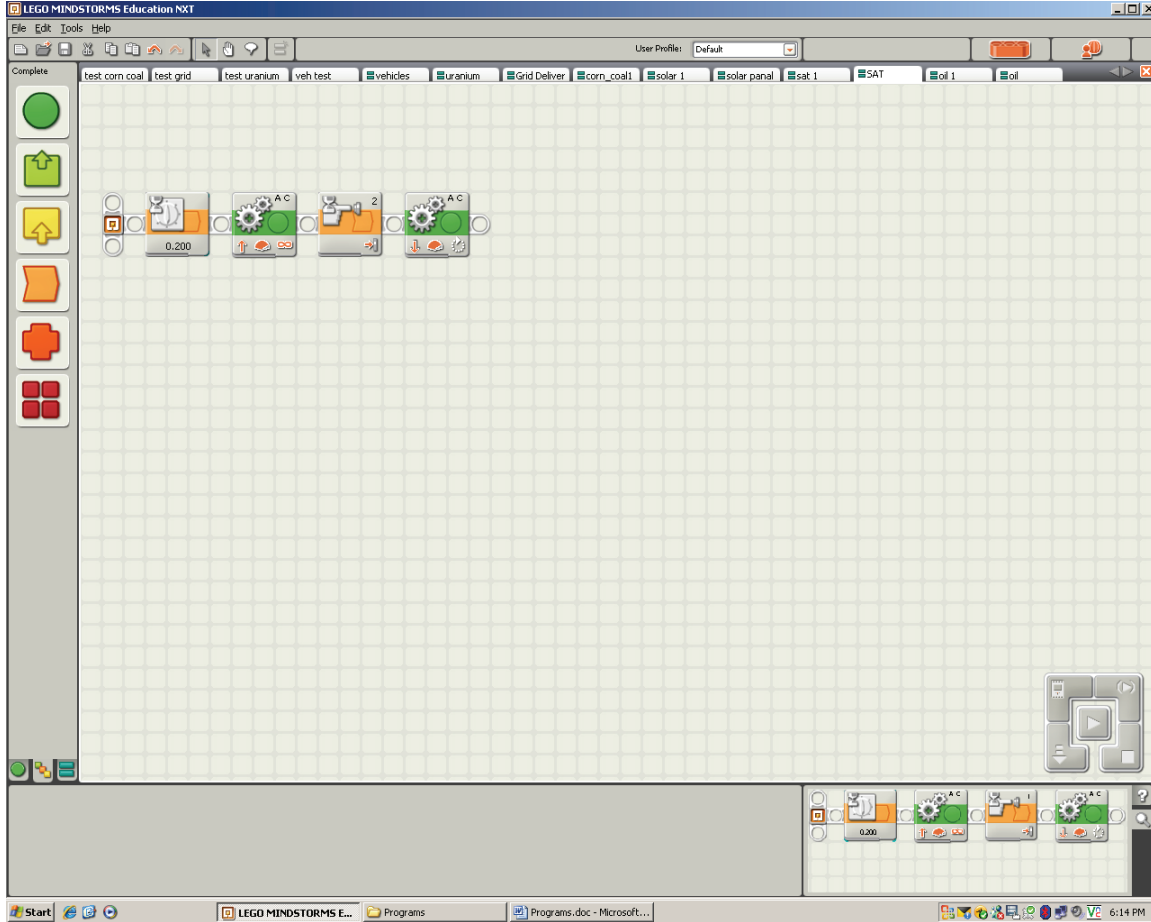 LEGO MINDSTORMS Education NXT
File Edit Tools Help
User Profile: Default
Complete
test corn coal test grid test uranium veh test vehicles uranium Grid Deliver corn_coal1 solar 1 solar panal sat 1 SAT oil 1 oil
A C 2 A C
0.200
A C 1 A C
0.200
?
Start LEGO MINDSTORMS E... Programs Programs.doc - Microsoft... 6:14 PM